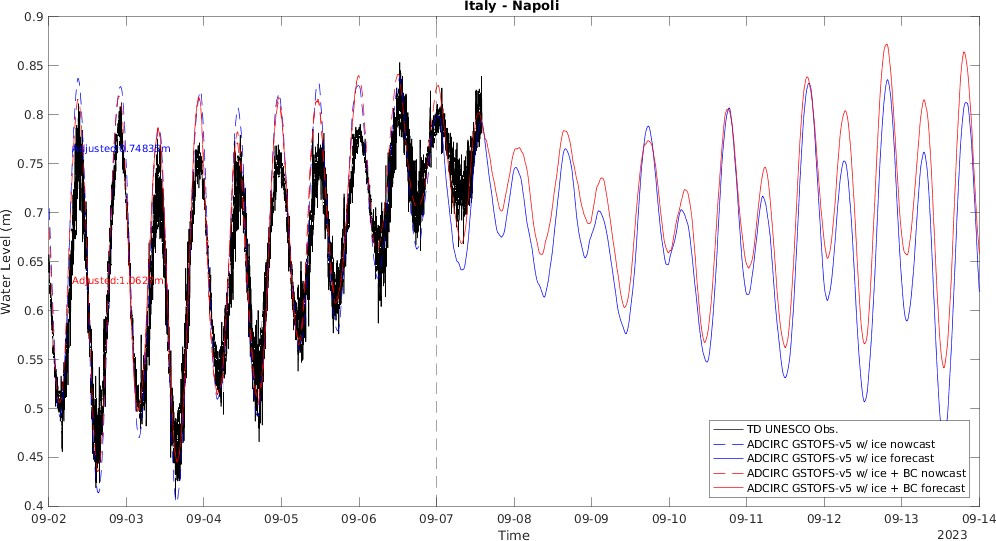 Italy - Napoli
0.9
0.85
0.8
0.75
0.7
0.65
0.6
0.55
0.5
0.45
0.4
Water Level (m)
Adjusted:0.74835m
TD UNESCO Obs.
ADCIRC GSTOFS-v5 w/ ice nowcast
ADCIRC GSTOFS-v5 w/ ice forecast
ADCIRC GSTOFS-v5 w/ ice + BC nowcast
ADCIRC GSTOFS-v5 w/ ice + BC forecast
09-02 09-03 09-04 09-05 09-06 09-07 09-08 09-09 09-10 09-11 09-12 09-13 09-14
Time
2023